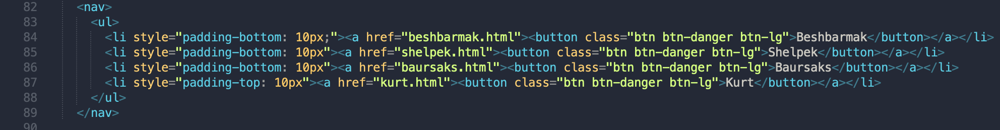 82 <nav>
83 <ul>
84 <li style="padding-bottom: 10px;"><a href="beshbarmak.html"><button class="btn btn-danger btn-lg">Beshbarmak</button></a></li>
85 <li style="padding-bottom: 10px"><a href="shelpek.html"><button class="btn btn-danger btn-lg">Shelpek</button></a></li>
86 <li style="padding-bottom: 10px"><a href="baursaks.html"><button class="btn btn-danger btn-lg">Baursaks</button></a></li>
87 <li style="padding-top: 10px"><a href="kurt.html"><button class="btn btn-danger btn-lg">Kurt</button></a></li>
88 </ul>
89 </nav>
90